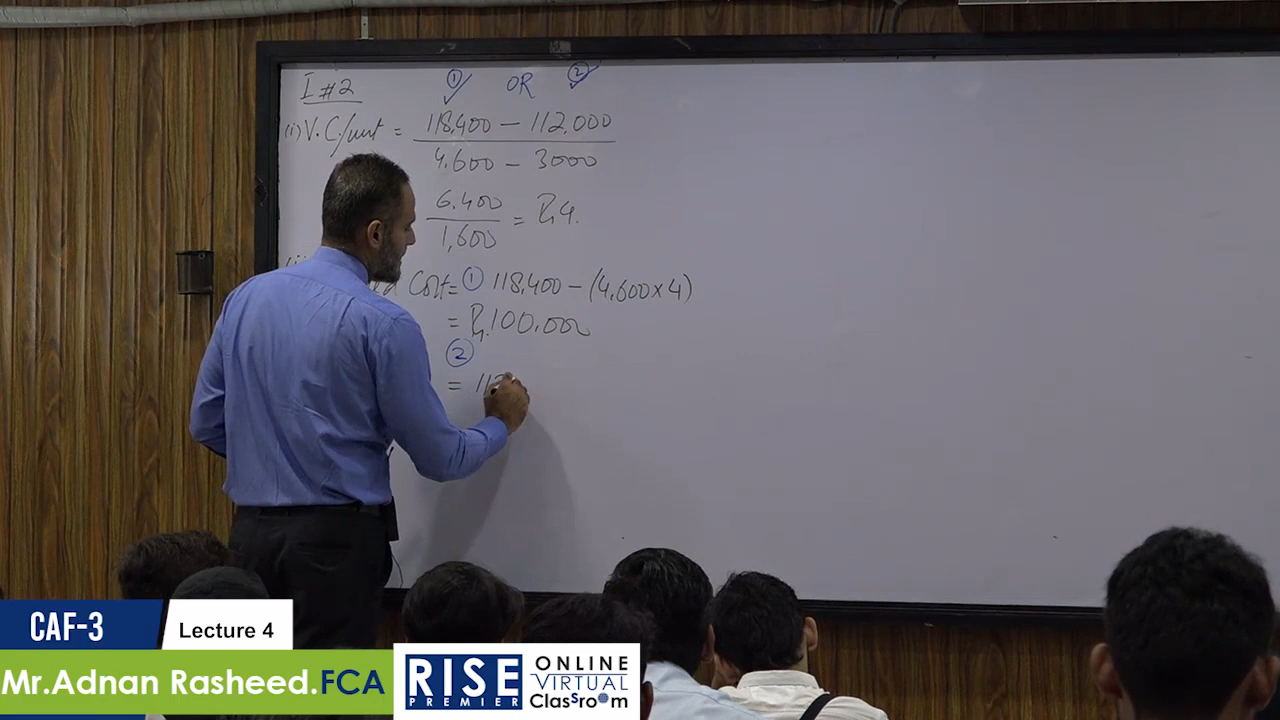 I #2 ① OR ②
(i) V.C/unit = 118,400 - 112,000
4,600 - 3000
6,400
1,600 = Rs.4.
Cost = ① 118,400 - (4,600 x 4)
= Rs.100,000
②
= 112
CAF-3
Lecture 4
Mr.Adnan Rasheed.FCA
RISE
PREMIER
ONLINE
VIRTUAL
Classroom